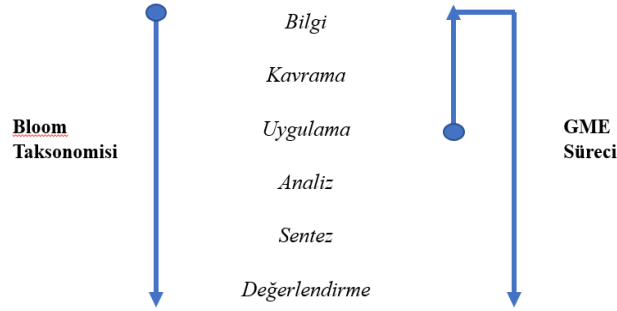 Bilgi
Kavrama
Bloom
Taksonomisi
Uygulama
GME
Süreci
Analiz
Sentez
Değerlendirme